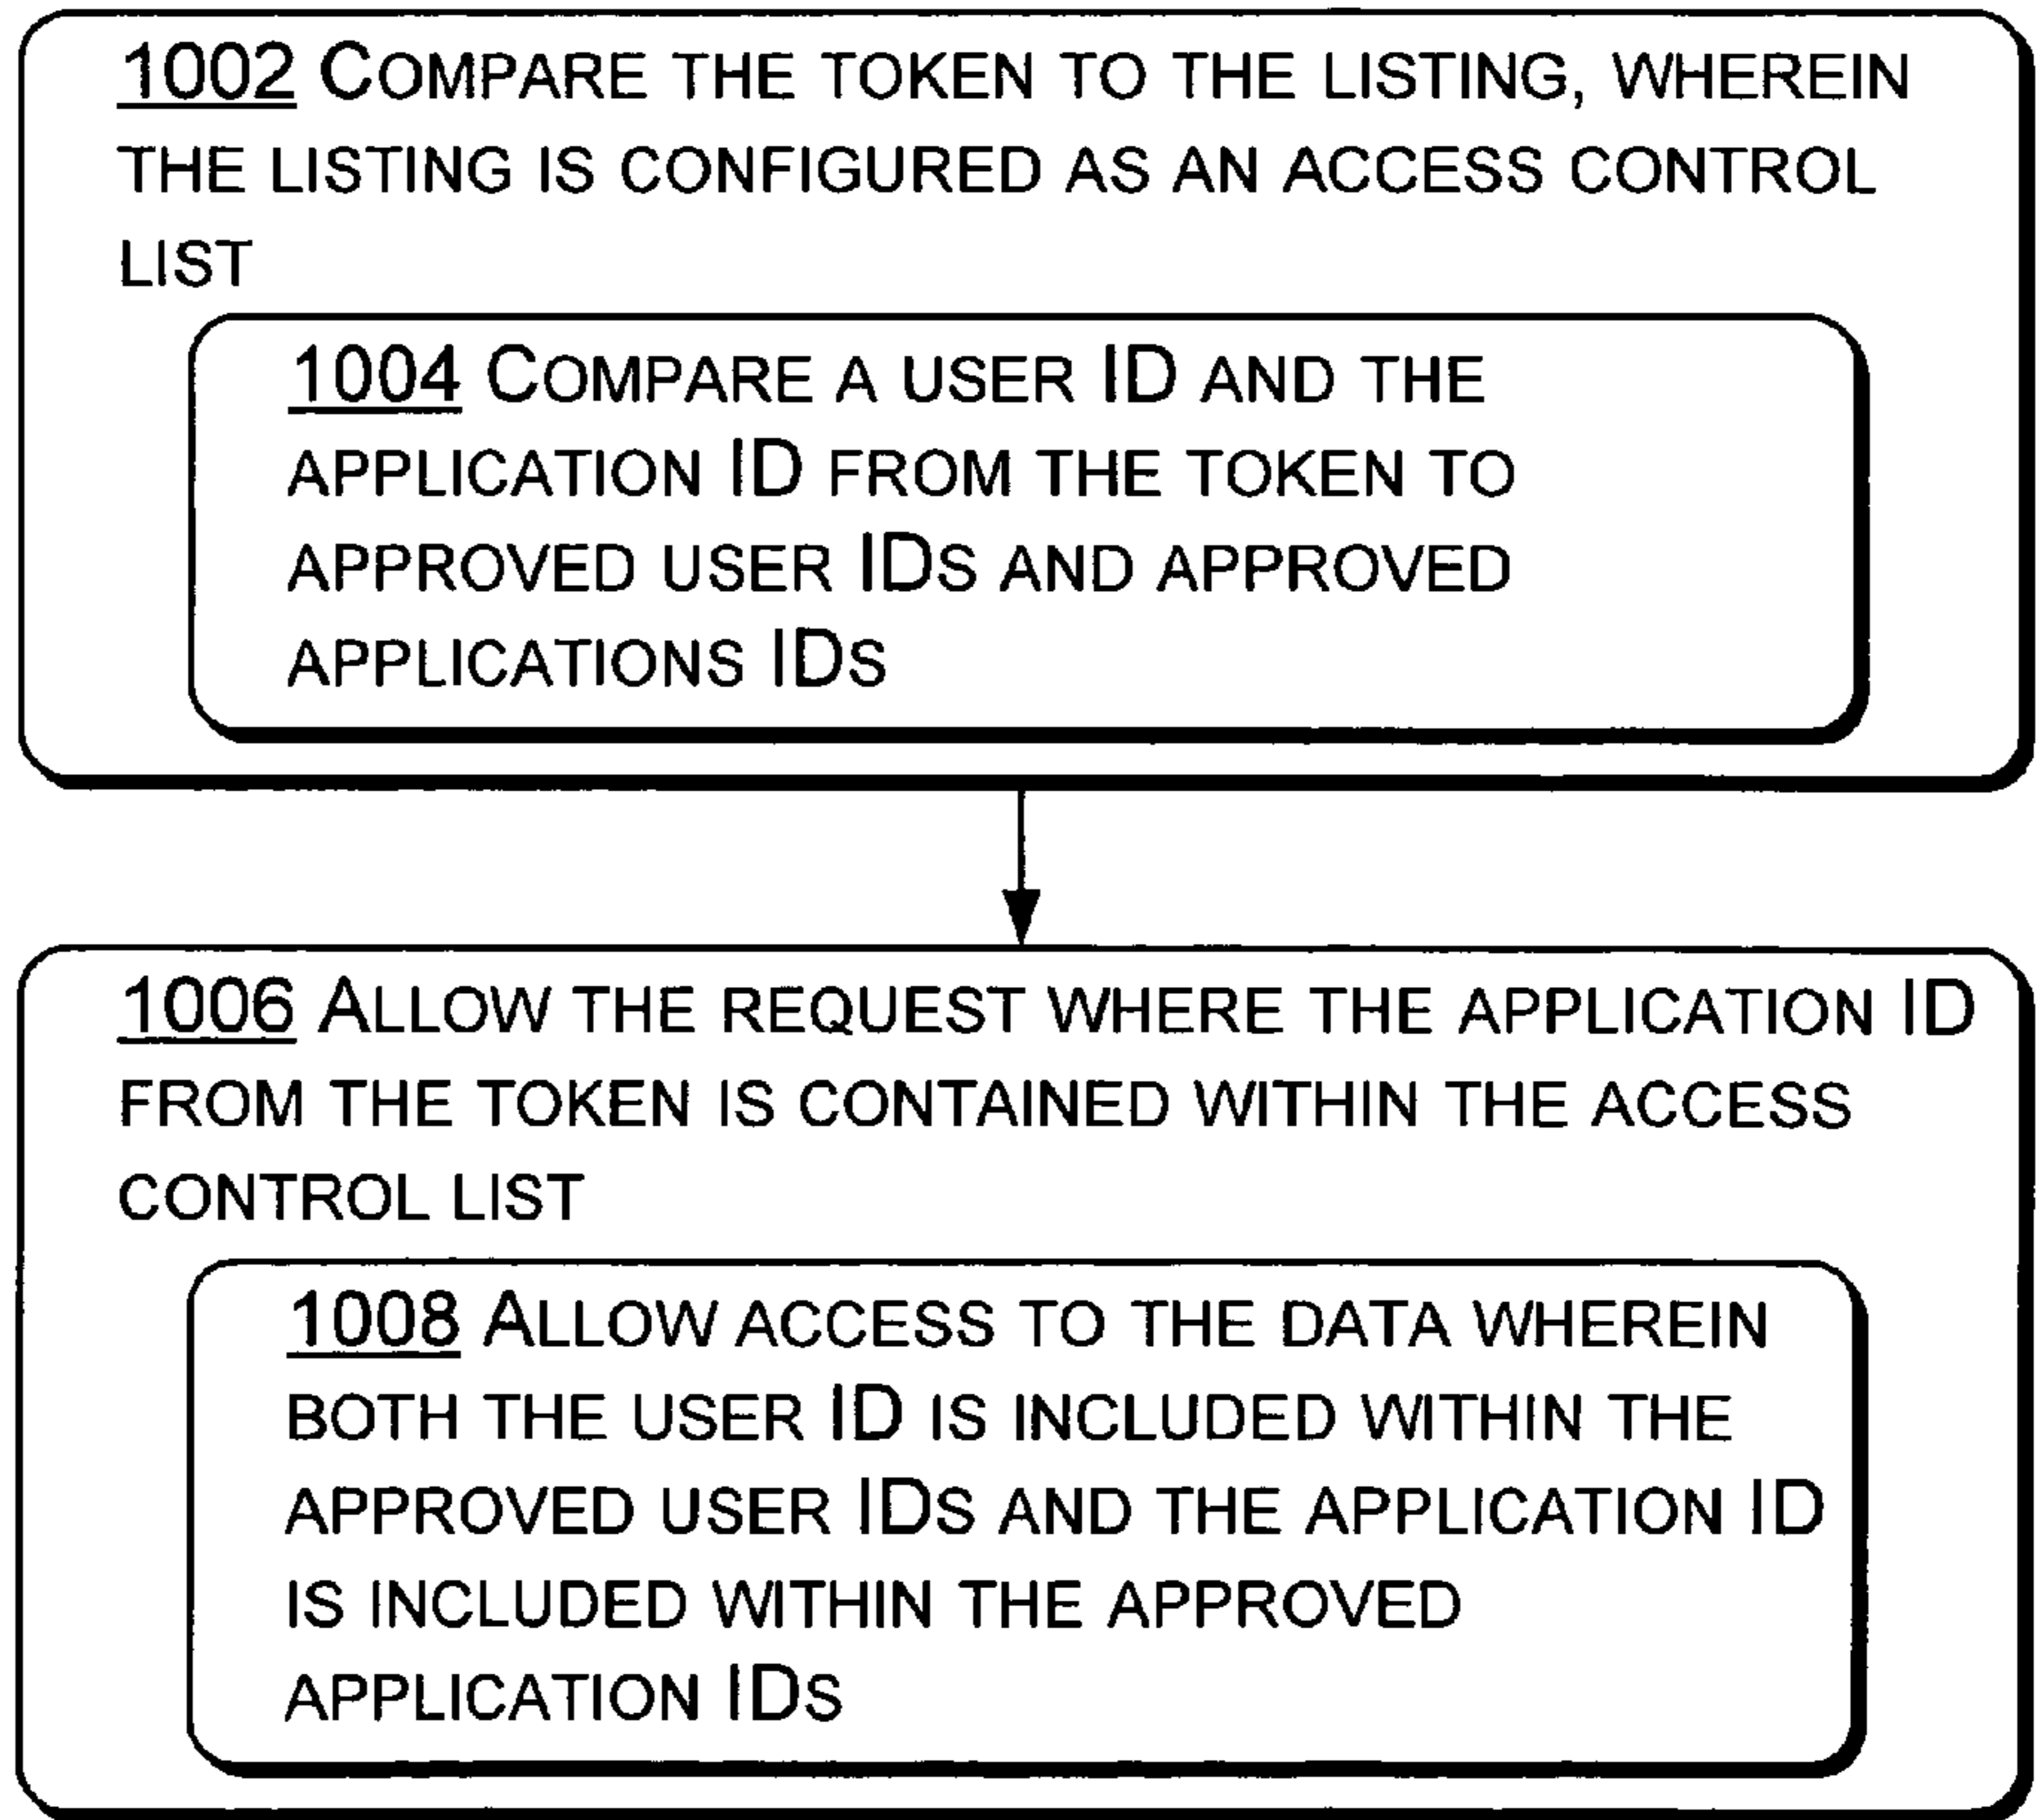 1002 COMPARE THE TOKEN TO THE LISTING, WHEREIN
THE LISTING IS CONFIGURED AS AN ACCESS CONTROL
LIST
1004 COMPARE A USER ID AND THE
APPLICATION ID FROM THE TOKEN TO
APPROVED USER IDS AND APPROVED
APPLICATIONS IDS
1006 ALLOW THE REQUEST WHERE THE APPLICATION ID
FROM THE TOKEN IS CONTAINED WITHIN THE ACCESS
CONTROL LIST
1008 ALLOW ACCESS TO THE DATA WHEREIN
BOTH THE USER ID IS INCLUDED WITHIN THE
APPROVED USER IDS AND THE APPLICATION ID
IS INCLUDED WITHIN THE APPROVED
APPLICATION IDS